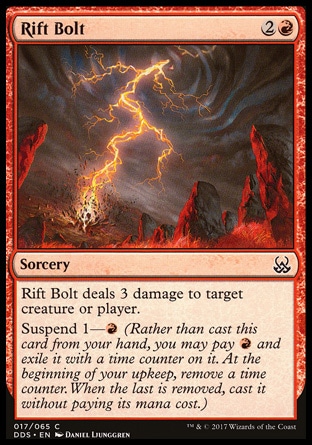 Rift Bolt 2
Sorcery
Rift Bolt deals 3 damage to target
creature or player.
Suspend 1— (Rather than cast this
card from your hand, you may pay and
exile it with a time counter on it. At the
beginning of your upkeep, remove a time
counter. When the last is removed, cast it
without paying its mana cost.)
017/065 C
DDS • EN Daniel Ljunggren
™ & © 2017 Wizards of the Coast